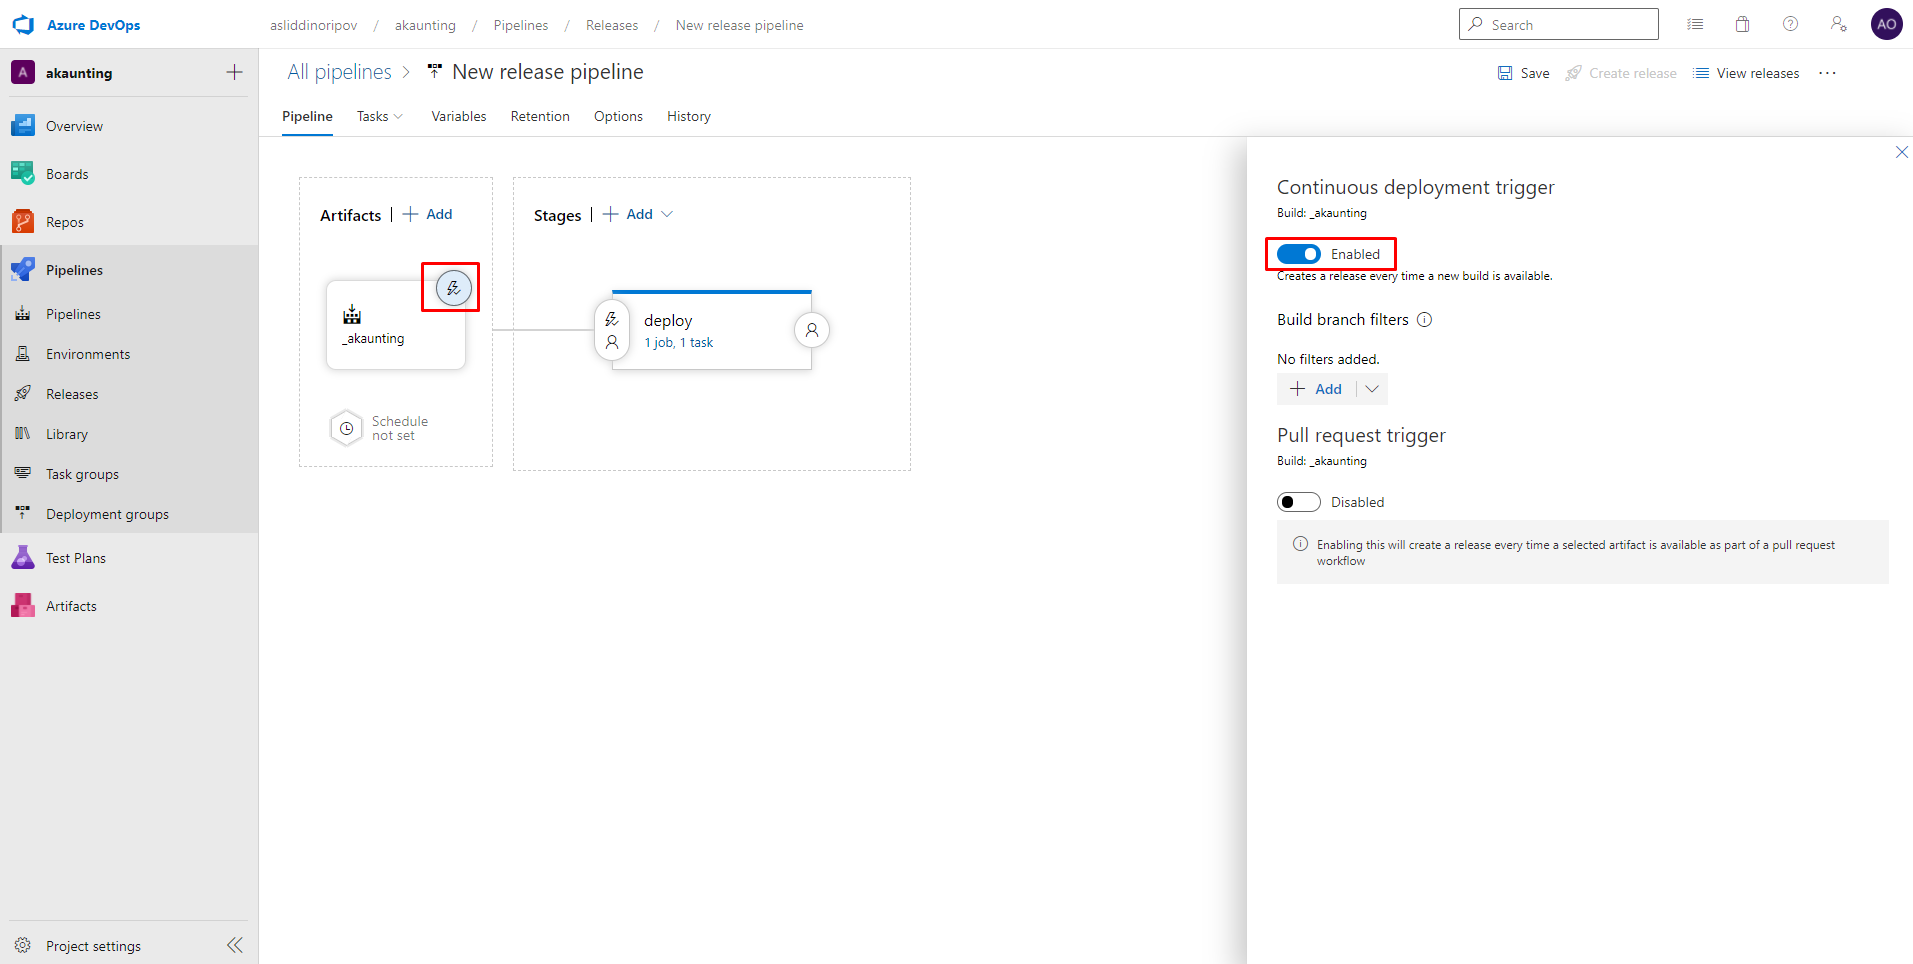 Azure DevOps
asliddinoripov / akaunting / Pipelines / Releases / New release pipeline
Search
AO
A akaunting
Overview
Boards
Repos
Pipelines
Pipelines
Environments
Releases
Library
Task groups
Deployment groups
Test Plans
Artifacts
Project settings
All pipelines > New release pipeline
Save
Create release
View releases
Pipeline
Tasks
Variables
Retention
Options
History
Artifacts | + Add
_akaunting
Schedule
not set
Stages | + Add
deploy
1 job, 1 task
Continuous deployment trigger
Build: _akaunting
Enabled
Creates a release every time a new build is available.
Build branch filters
No filters added.
+ Add
Pull request trigger
Build: _akaunting
Disabled
Enabling this will create a release every time a selected artifact is available as part of a pull request
workflow